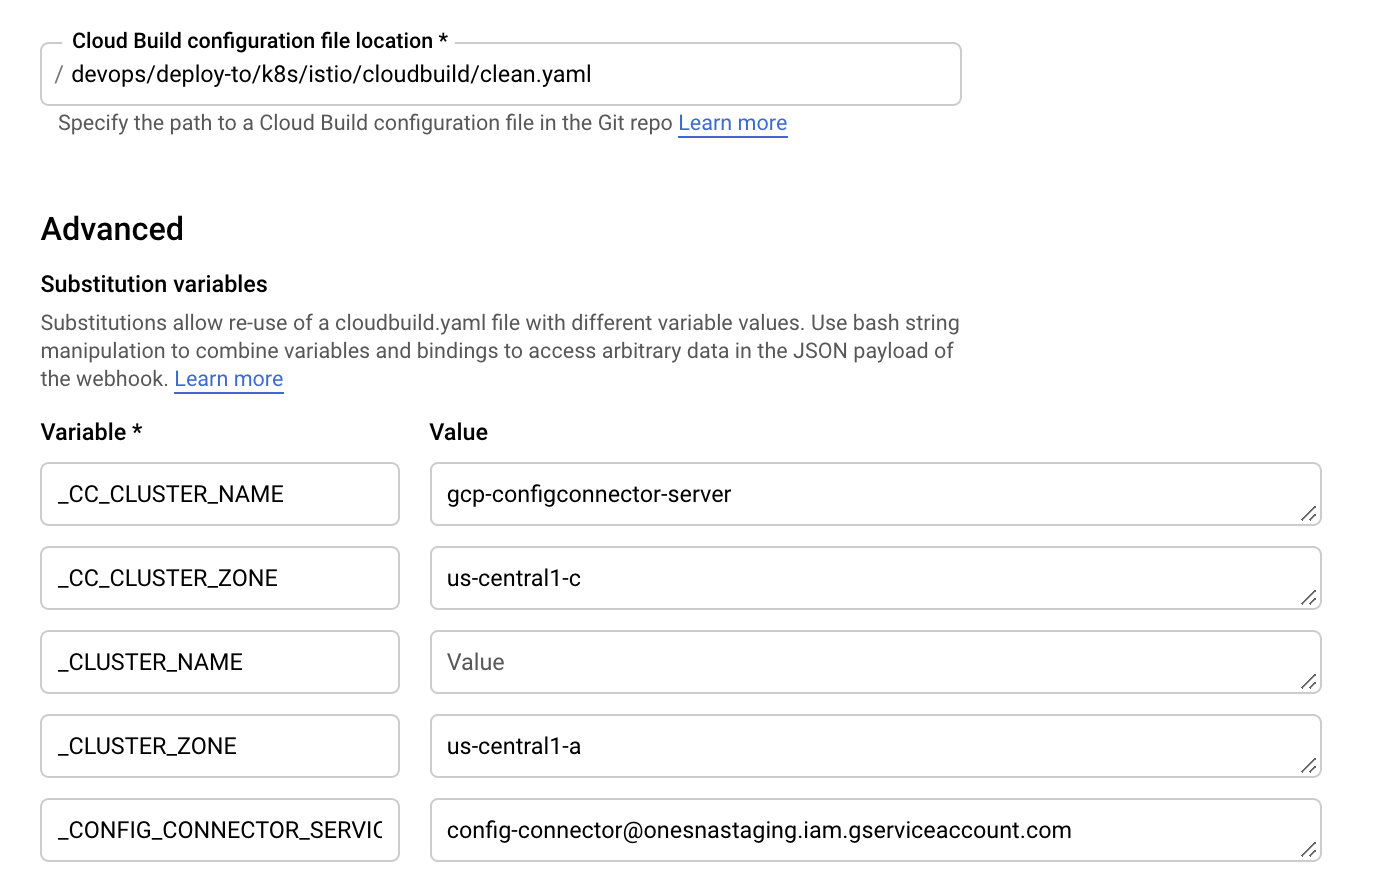 Cloud Build configuration file location *
/ devops/deploy-to/k8s/istio/cloudbuild/clean.yaml
Specify the path to a Cloud Build configuration file in the Git repo Learn more
Advanced
Substitution variables
Substitutions allow re-use of a cloudbuild.yaml file with different variable values. Use bash string
manipulation to combine variables and bindings to access arbitrary data in the JSON payload of
the webhook. Learn more
Variable * Value
_CC_CLUSTER_NAME gcp-configconnector-server
_CC_CLUSTER_ZONE us-central1-c
_CLUSTER_NAME Value
_CLUSTER_ZONE us-central1-a
_CONFIG_CONNECTOR_SERVIC config-connector@onesnastaging.iam.gserviceaccount.com